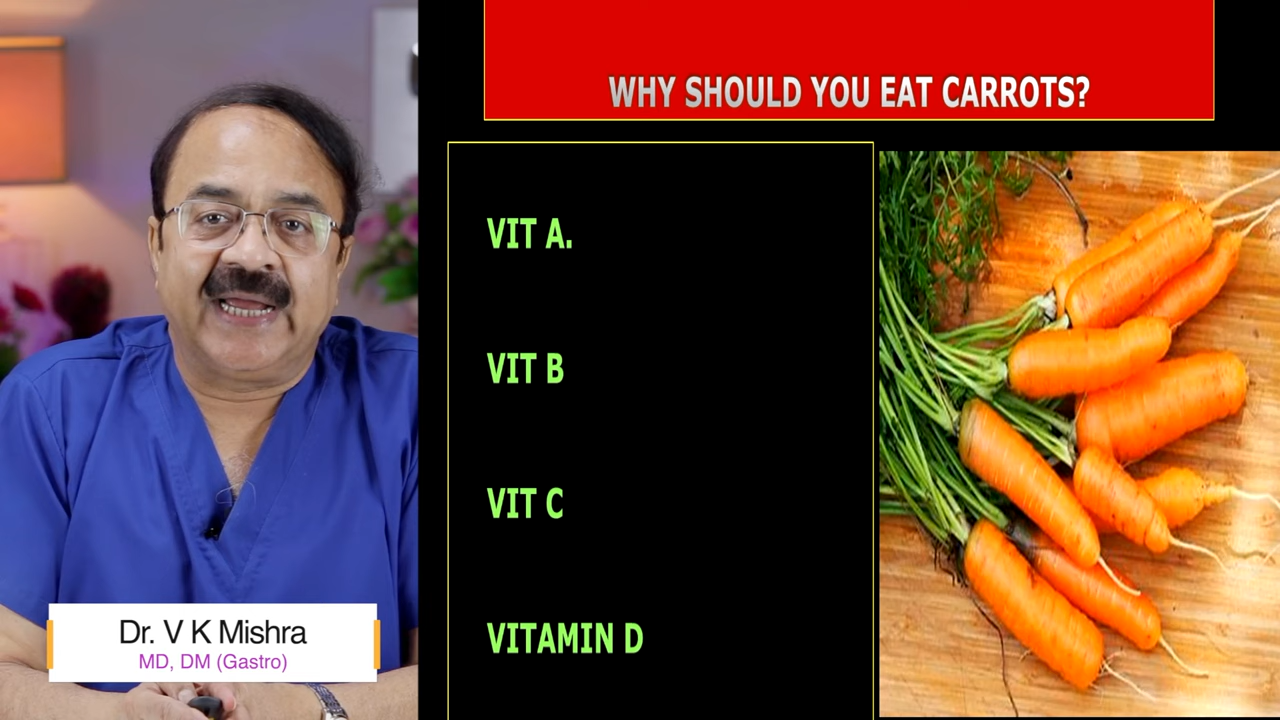 WHY SHOULD YOU EAT CARROTS?
VIT A.
VIT B
VIT C
VITAMIN D
Dr. V K Mishra
MD, DM (Gastro)